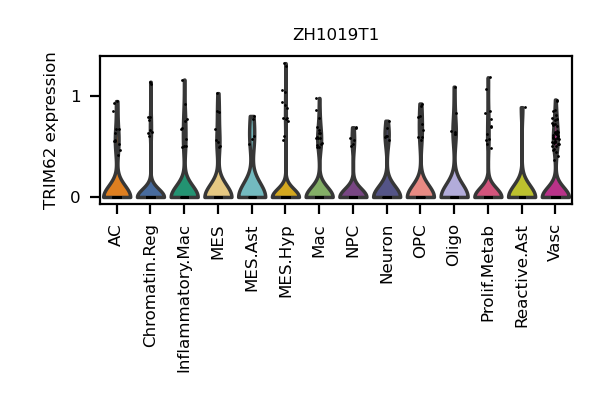 ZH1019T1
TRIM62 expression
1
0
AC
Chromatin.Reg
Inflammatory.Mac
MES
MES.Ast
MES.Hyp
Mac
NPC
Neuron
OPC
Oligo
Prolif.Metab
Reactive.Ast
Vasc